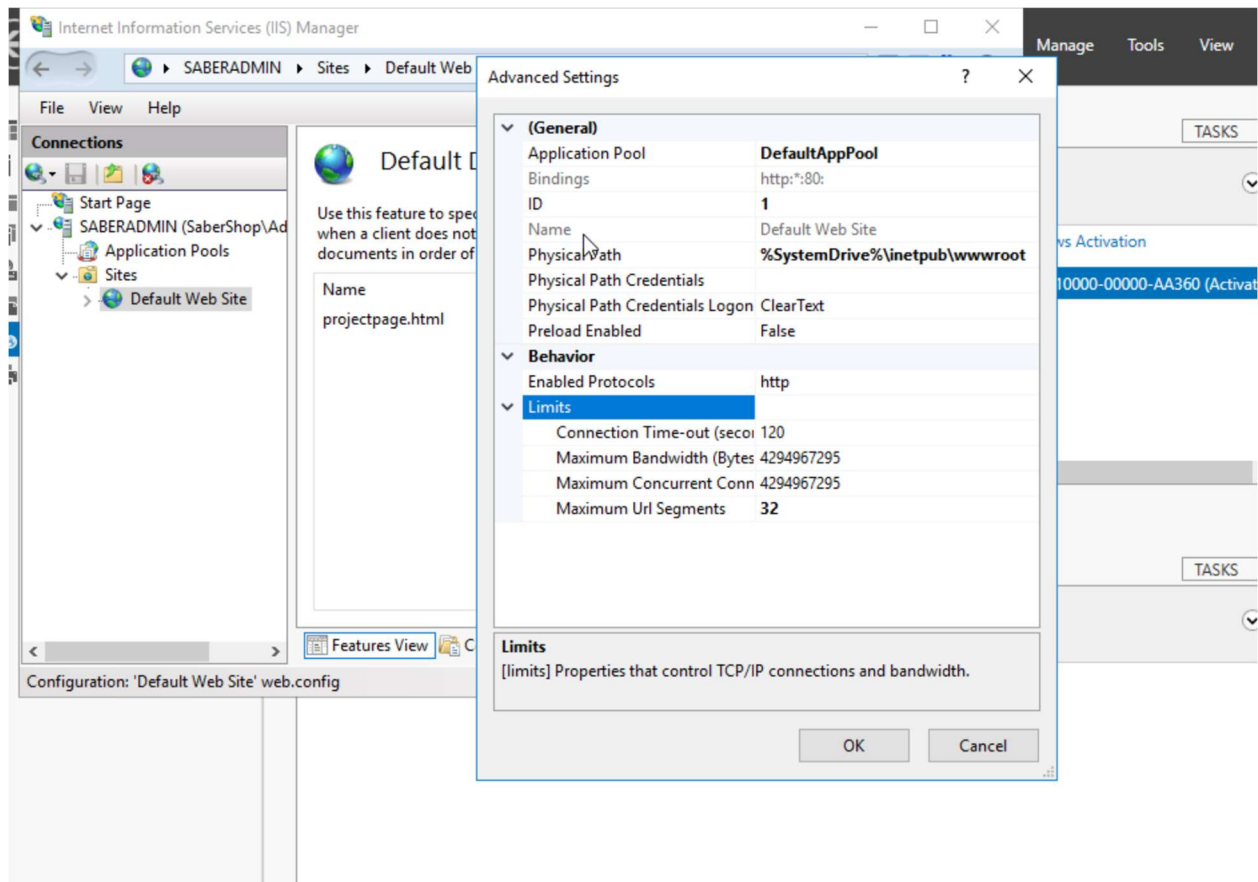 Internet Information Services (IIS) Manager
Manage Tools View
SABERADMIN Sites Default Web
File View Help
Connections
Start Page
SABERADMIN (SaberShop\Ad
Application Pools
Sites
Default Web Site
Default D
Use this feature to spec
when a client does not
documents in order of
Name
projectpage.html
Features View C
Configuration: 'Default Web Site' web.config
Advanced Settings
?
(General)
Application Pool DefaultAppPool
Bindings http:*:80:
ID 1
Name Default Web Site
Physical Path %SystemDrive%\inetpub\wwwroot
Physical Path Credentials
Physical Path Credentials Logon ClearText
Preload Enabled False
Behavior
Enabled Protocols http
Limits
Connection Time-out (secor 120
Maximum Bandwidth (Bytes 4294967295
Maximum Concurrent Conn 4294967295
Maximum Url Segments 32
Limits
[limits] Properties that control TCP/IP connections and bandwidth.
OK Cancel
TASKS
ws Activation
10000-00000-AA360 (Activat
TASKS